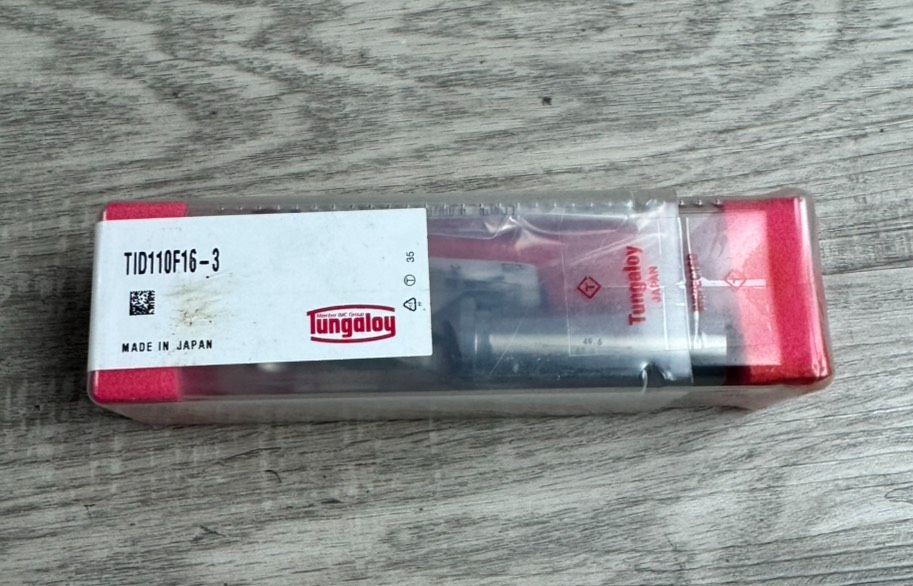 TID110F16-3
MADE IN JAPAN
Member IMC Group
Tungaloy
T 35
Tungaloy
JAPAN
T